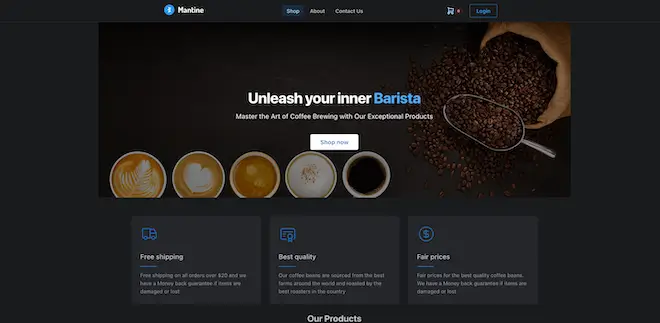 Mantine
Shop About Contact Us
Login
Unleash your inner Barista
Master the Art of Coffee Brewing with Our Exceptional Products
Shop now
Free shipping
Free shipping on all orders over $20 and we
have a Money back guarantee if items are
damaged or lost
Best quality
Our coffee beans are sourced from the best
farms around the world and roasted by the
best roasters in the country
Fair prices
Fair prices for the best quality coffee beans.
We have a Money back guarantee if items are
damaged or lost
Our Products